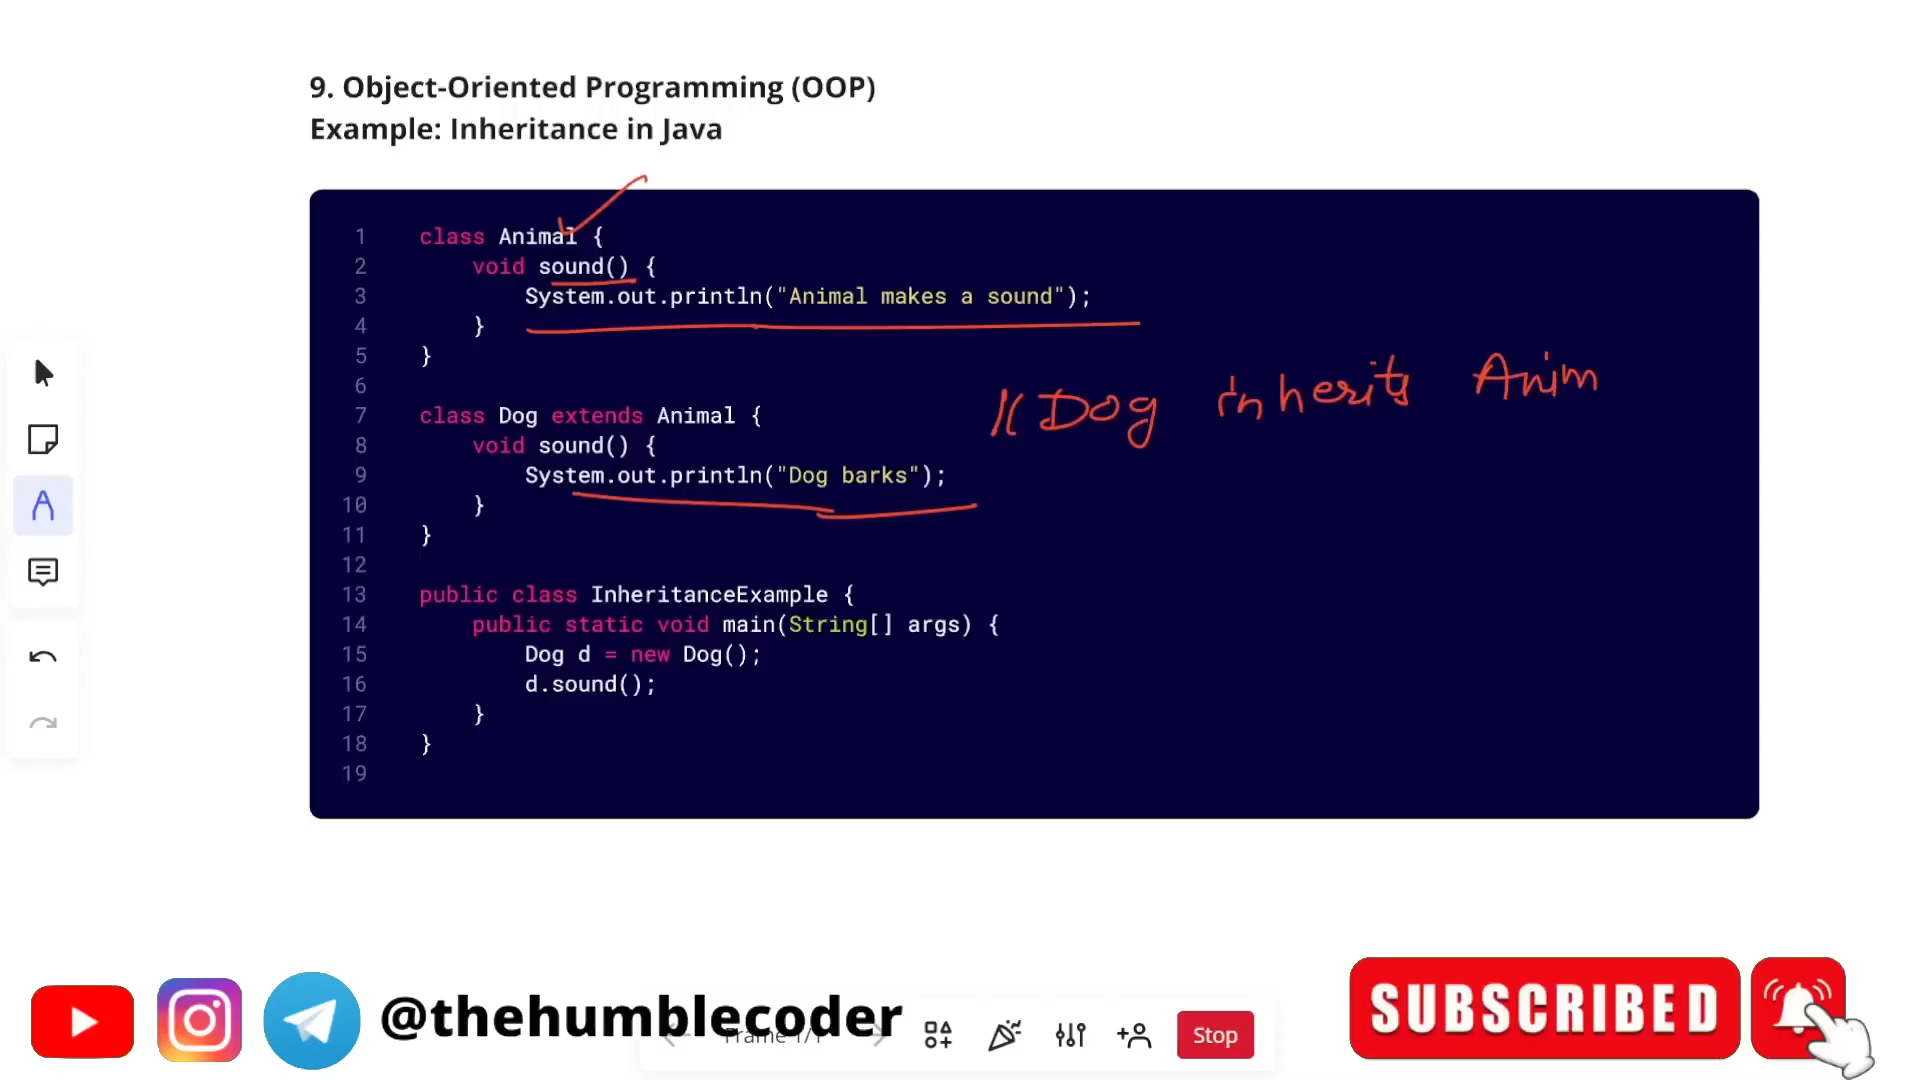 9. Object-Oriented Programming (OOP)
Example: Inheritance in Java
1 class Animal {
2 void sound() {
3 System.out.println("Animal makes a sound");
4 }
5 }
6
7 class Dog extends Animal {
8 void sound() {
9 System.out.println("Dog barks");
10 }
11 }
12
13 public class InheritanceExample {
14 public static void main(String[] args) {
15 Dog d = new Dog();
16 d.sound();
17 }
18 }
19
// Dog inherits Anim
@thehumblecoder
Frame 1/1
Stop
SUBSCRIBED